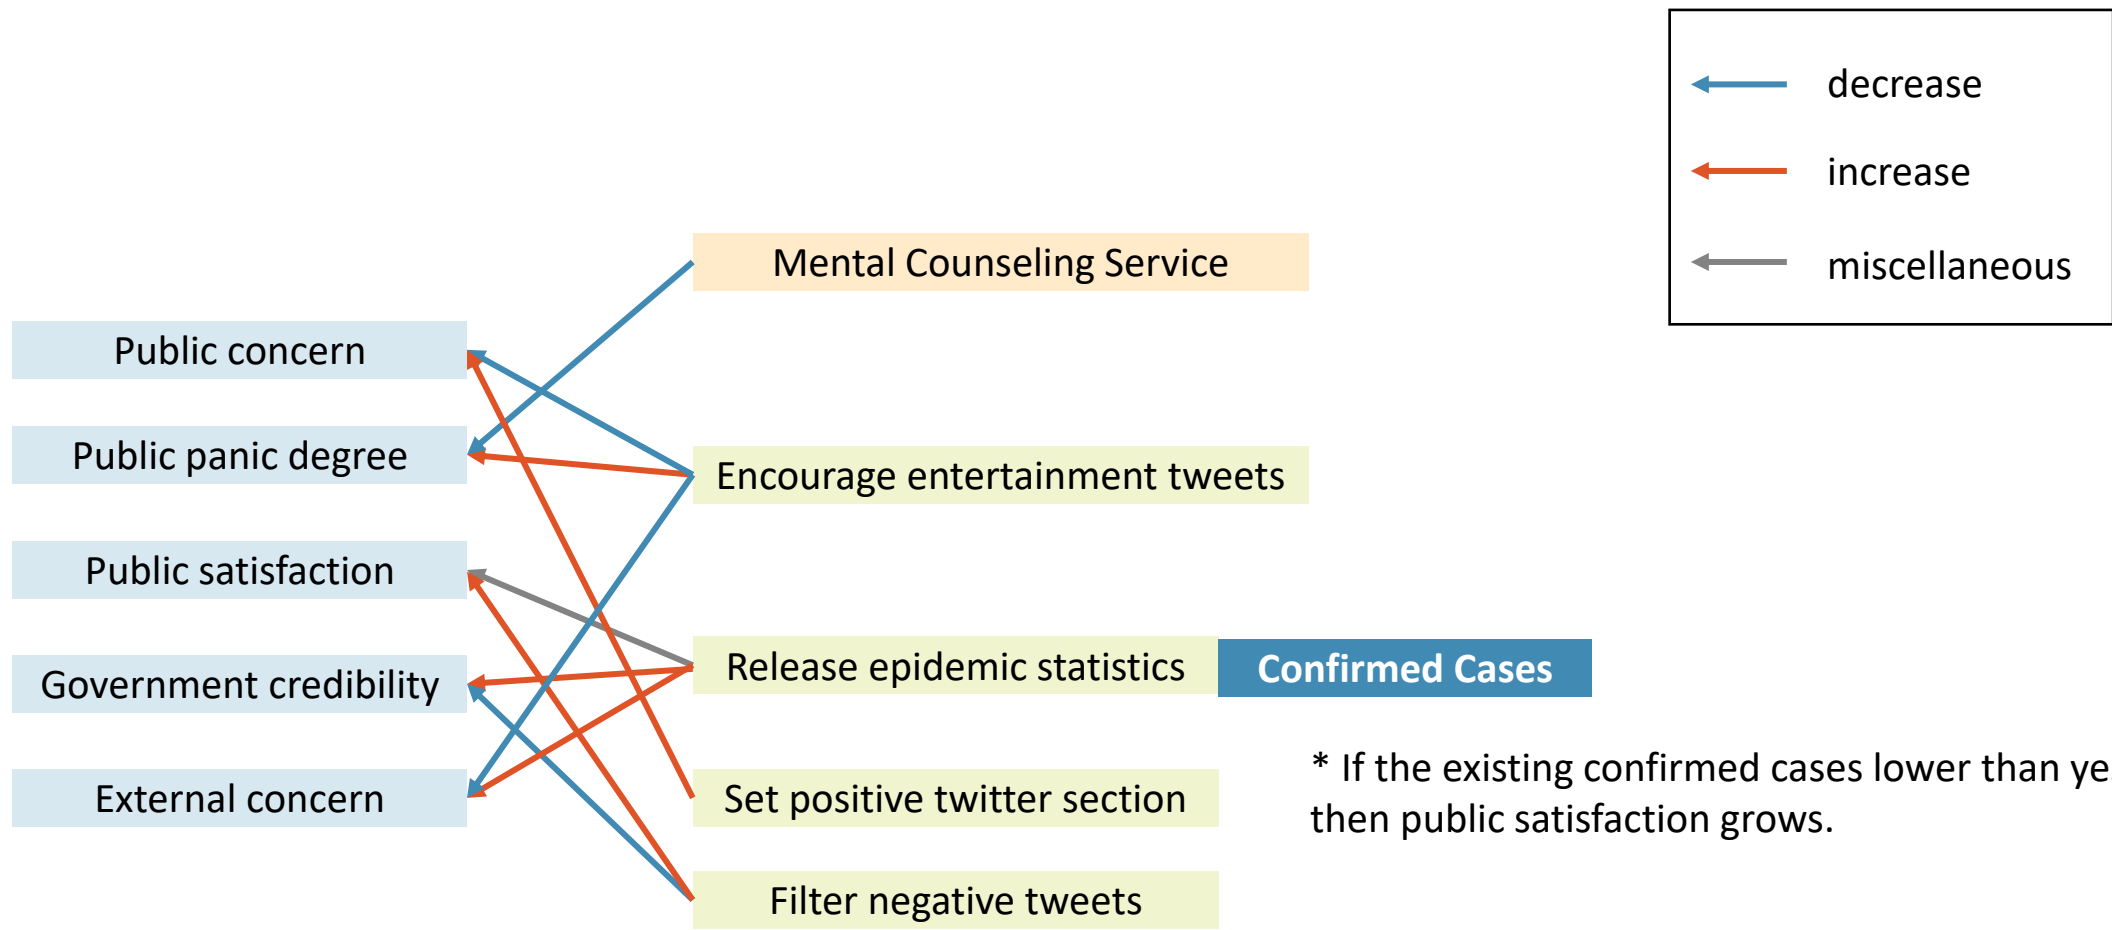 decrease
increase
miscellaneous
Mental Counseling Service
Public concern
Public panic degree
Encourage entertainment tweets
Public satisfaction
Government credibility
Release epidemic statistics
Confirmed Cases
External concern
Set positive twitter section
* If the existing confirmed cases lower than
then public satisfaction grows.
Filter negative tweets